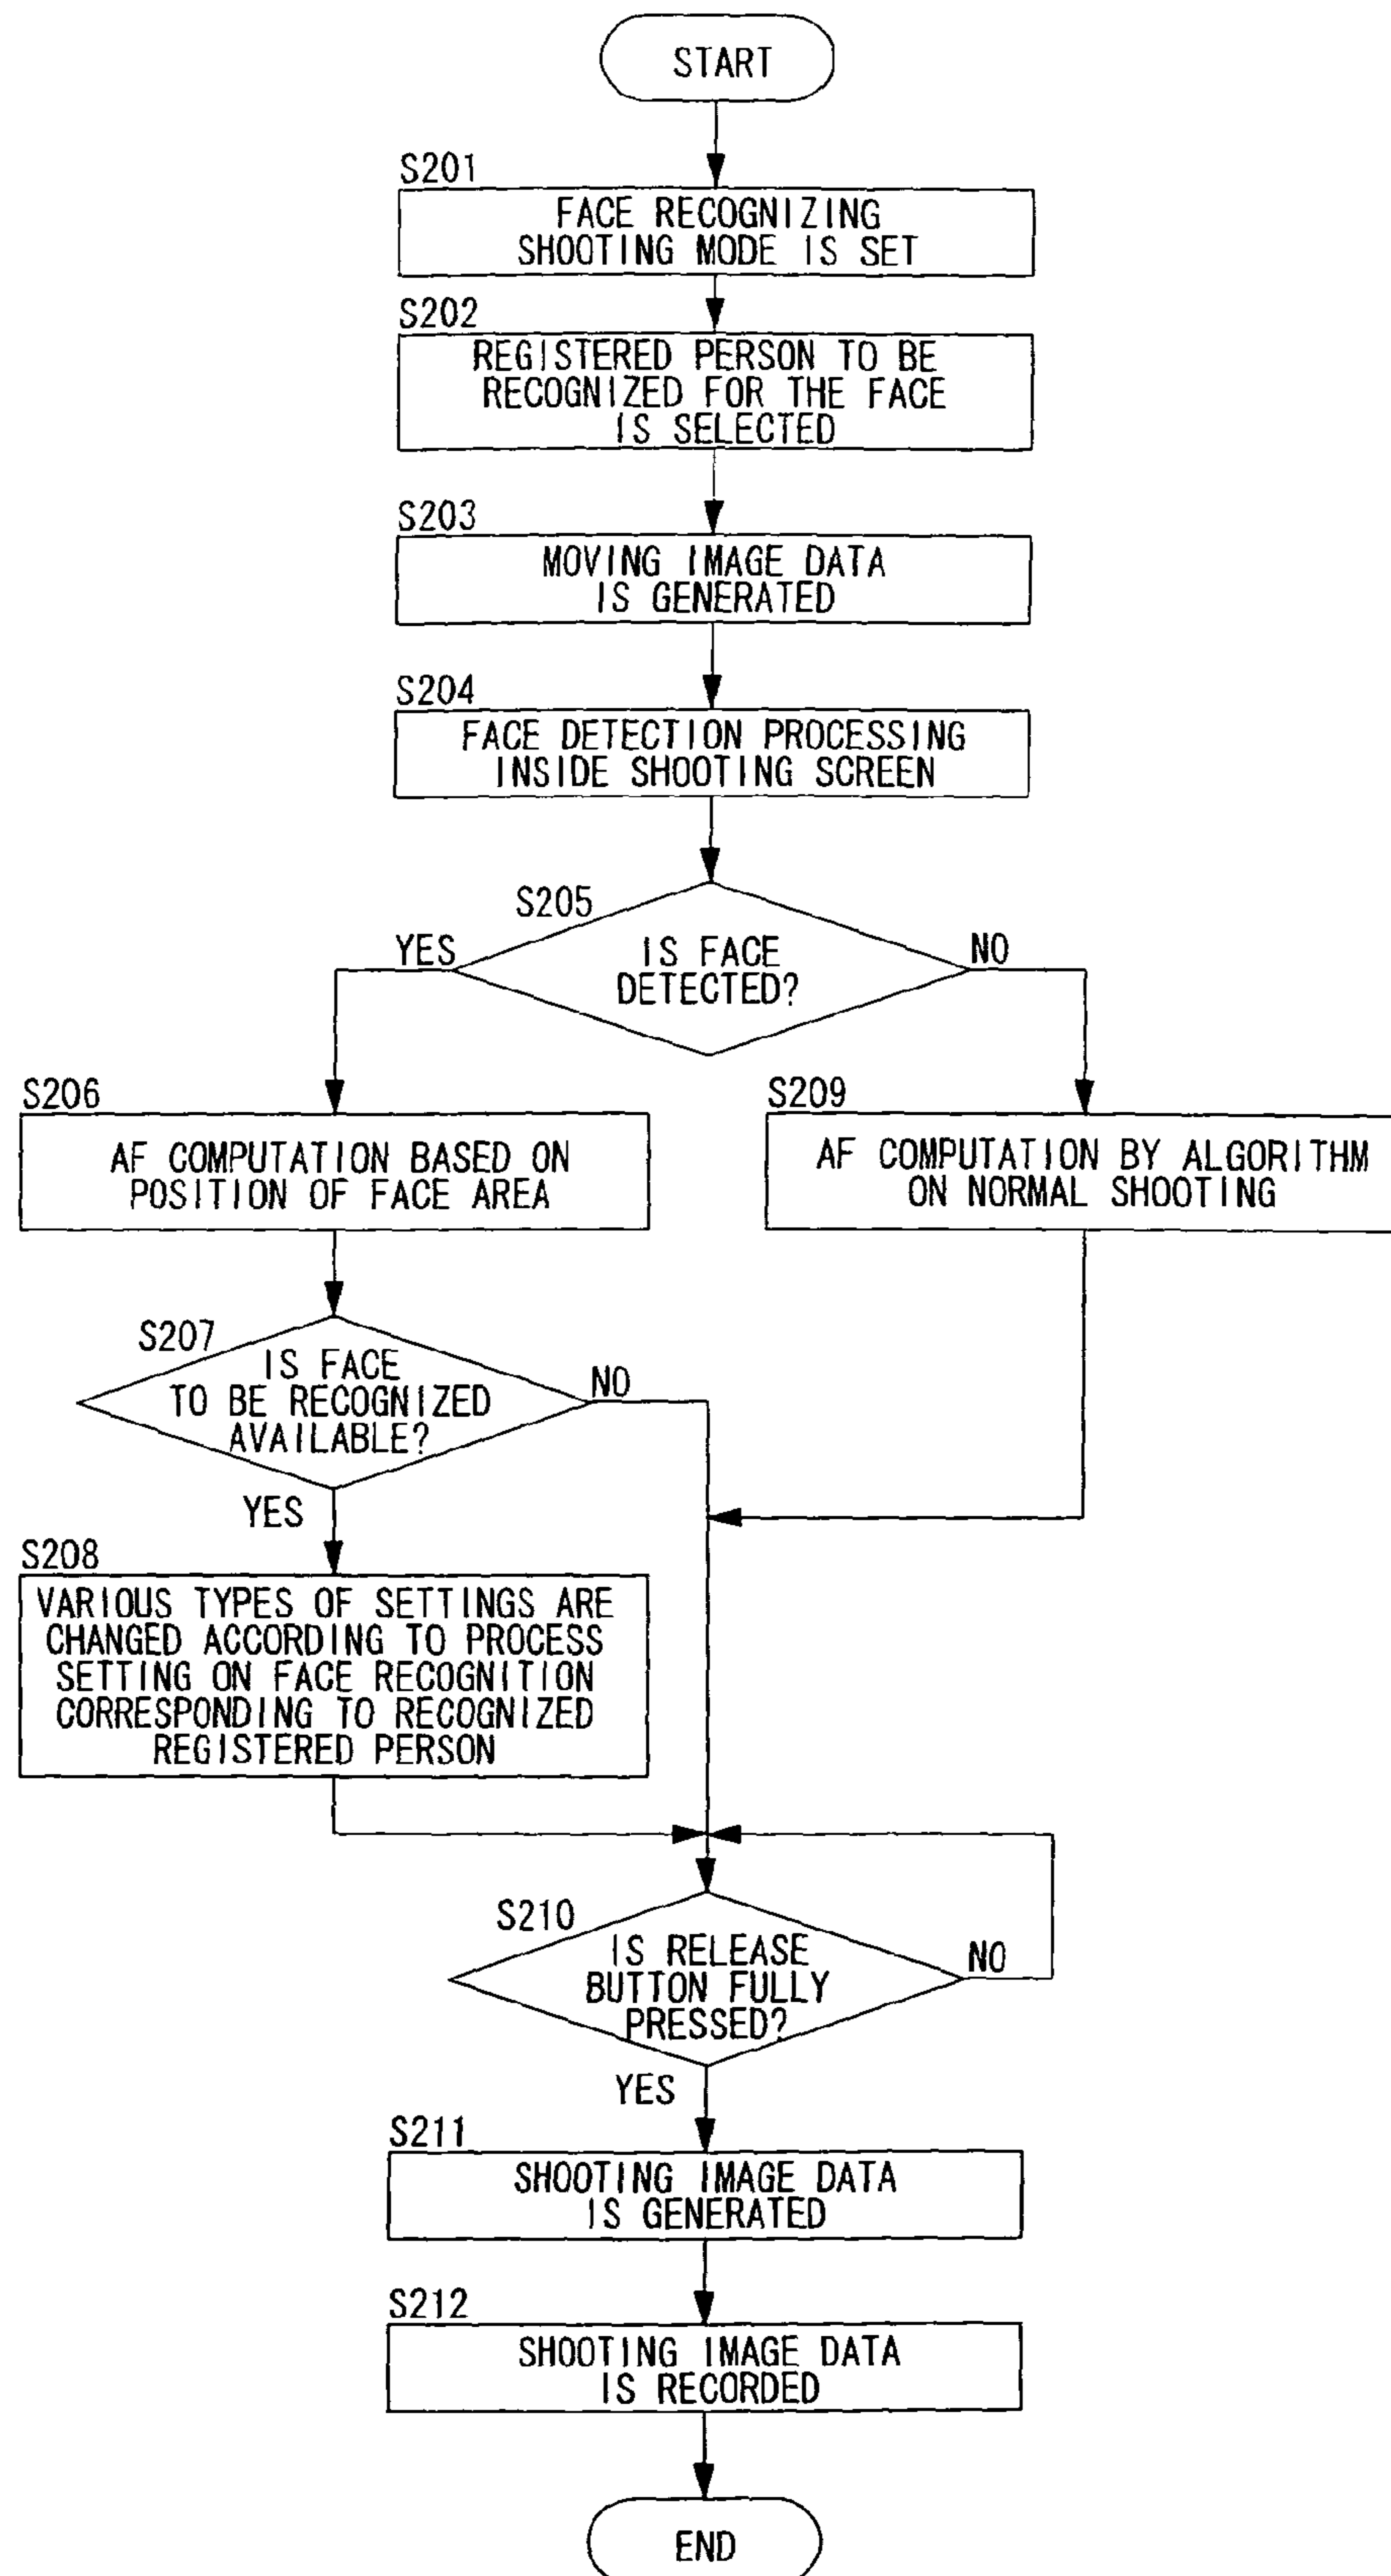 START
S201
FACE RECOGNIZING
SHOOTING MODE IS SET
S202
REGISTERED PERSON TO BE
RECOGNIZED FOR THE FACE
IS SELECTED
S203
MOVING IMAGE DATA
IS GENERATED
S204
FACE DETECTION PROCESSING
INSIDE SHOOTING SCREEN
S205
IS FACE
DETECTED?
YES
NO
S206
AF COMPUTATION BASED ON
POSITION OF FACE AREA
S209
AF COMPUTATION BY ALGORITHM
ON NORMAL SHOOTING
S207
IS FACE
TO BE RECOGNIZED
AVAILABLE?
NO
YES
S208
VARIOUS TYPES OF SETTINGS ARE
CHANGED ACCORDING TO PROCESS
SETTING ON FACE RECOGNITION
CORRESPONDING TO RECOGNIZED
REGISTERED PERSON
S210
IS RELEASE
BUTTON FULLY
PRESSED?
NO
YES
S211
SHOOTING IMAGE DATA
IS GENERATED
S212
SHOOTING IMAGE DATA
IS RECORDED
END